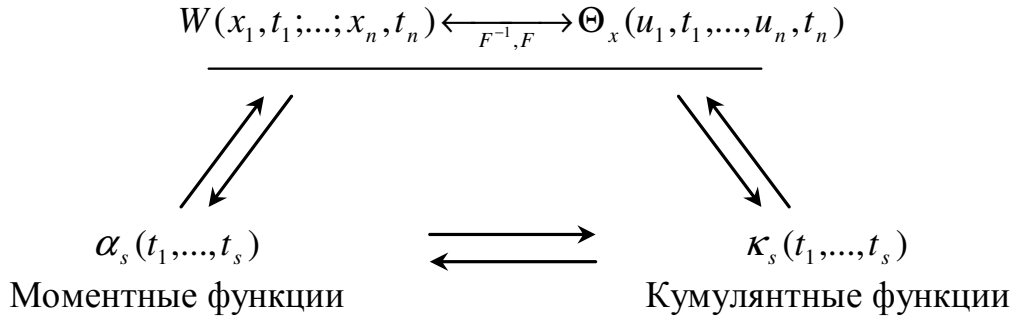 W(x₁,t₁;...;xₙ,tₙ) ⟷ Θₓ(u₁,t₁,...,uₙ,tₙ)
F⁻¹,F
αₛ(t₁,...,tₛ) κₛ(t₁,...,tₛ)
Моментные функции Кумулянтные функции